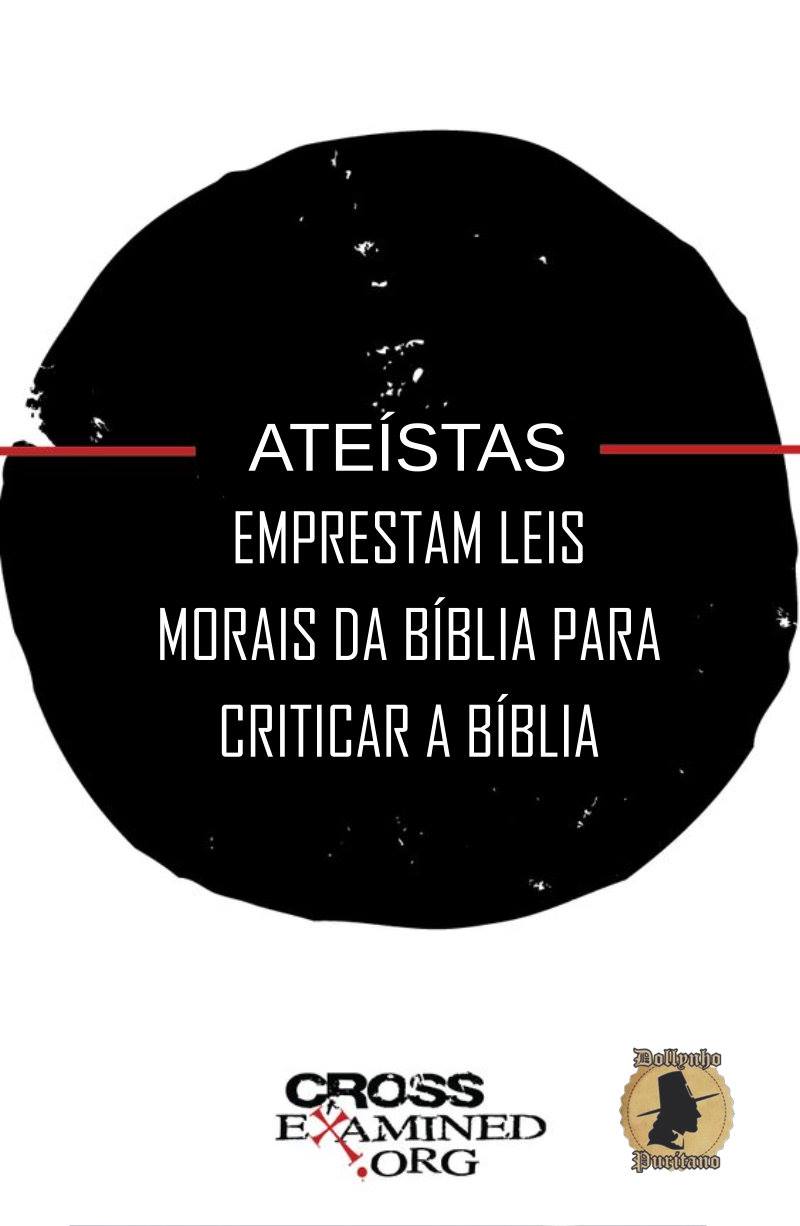 ATEÍSTAS
EMPRESTAM LEIS
MORAIS DA BÍBLIA PARA
CRITICAR A BÍBLIA
CROSS
EXAMINED
.ORG
Dollynho
Puritano